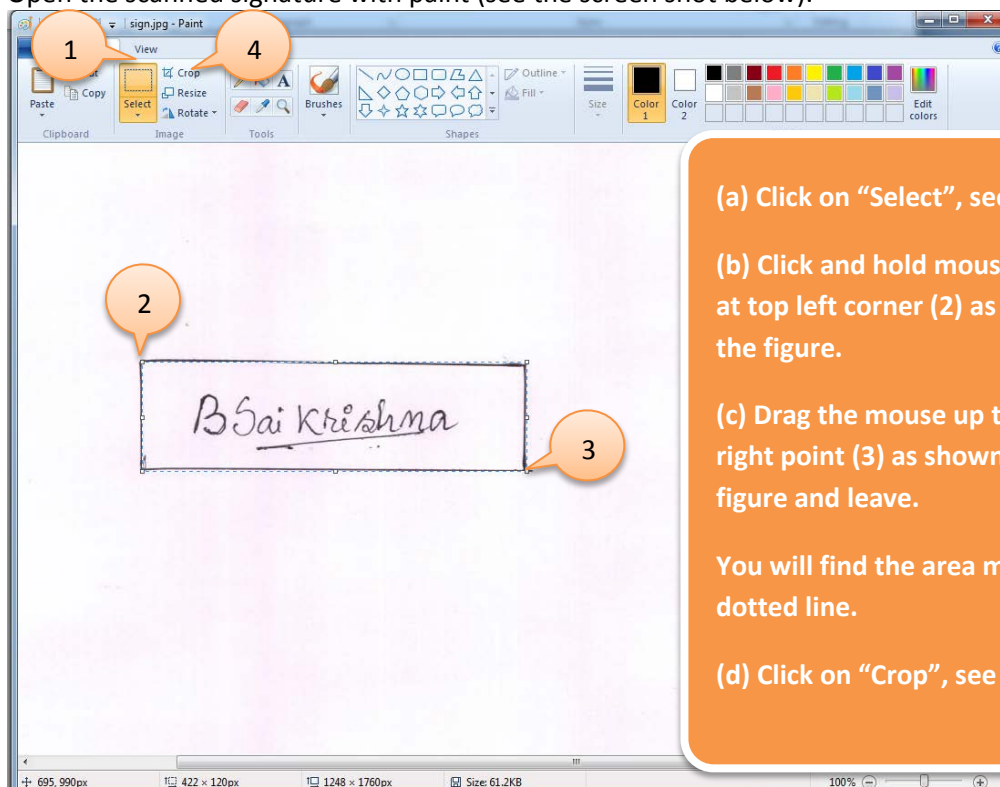 Open the scanned signature with paint (see the screen shot below).
sign.jpg - Paint
1
4
View
Paste
Copy
Select
Crop
Resize
Rotate
A
Brushes
Outline
Fill
Size
Color 1
Color 2
Edit colors
Clipboard
Image
Tools
Shapes
(a) Click on “Select”, see
(b) Click and hold mous
at top left corner (2) as
the figure.
(c) Drag the mouse up t
right point (3) as shown
figure and leave.
You will find the area m
dotted line.
(d) Click on “Crop”, see
2
B Sai Krishna
3
695, 990px
422 × 120px
1248 × 1760px
Size: 61.2KB
100%